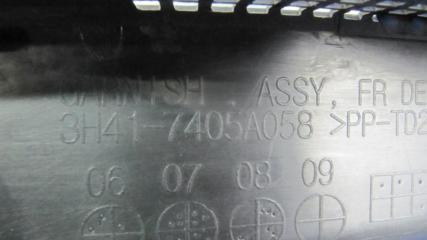 GARNISH , ASSY, FR DE
3H41-7405A058 >PP-TD2
06 07 08 09